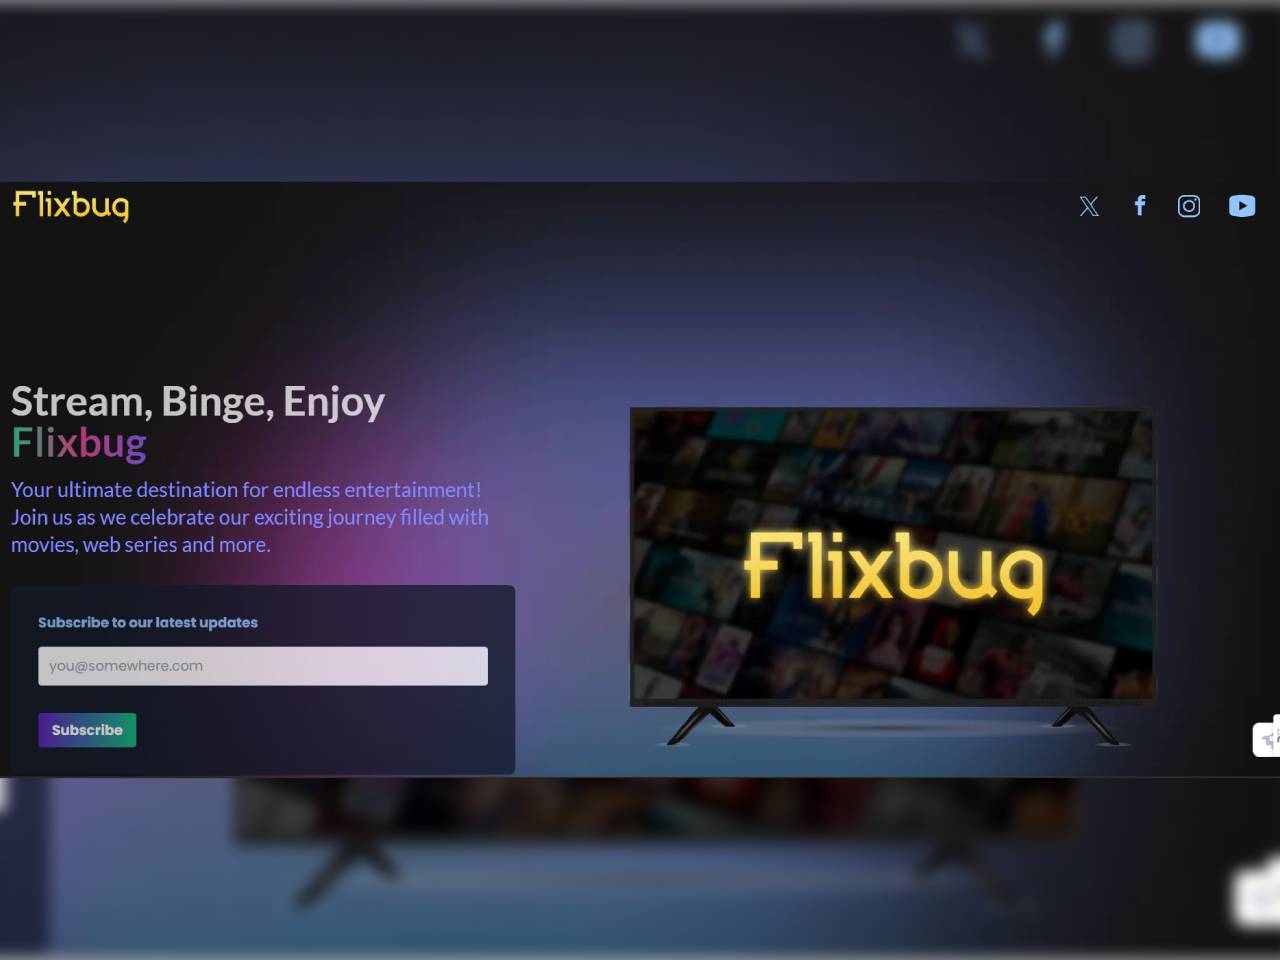 Flixbug
Stream, Binge, Enjoy
Flixbug
Your ultimate destination for endless entertainment!
Join us as we celebrate our exciting journey filled with
movies, web series and more.
Subscribe to our latest updates
you@somewhere.com
Subscribe
Flixbug